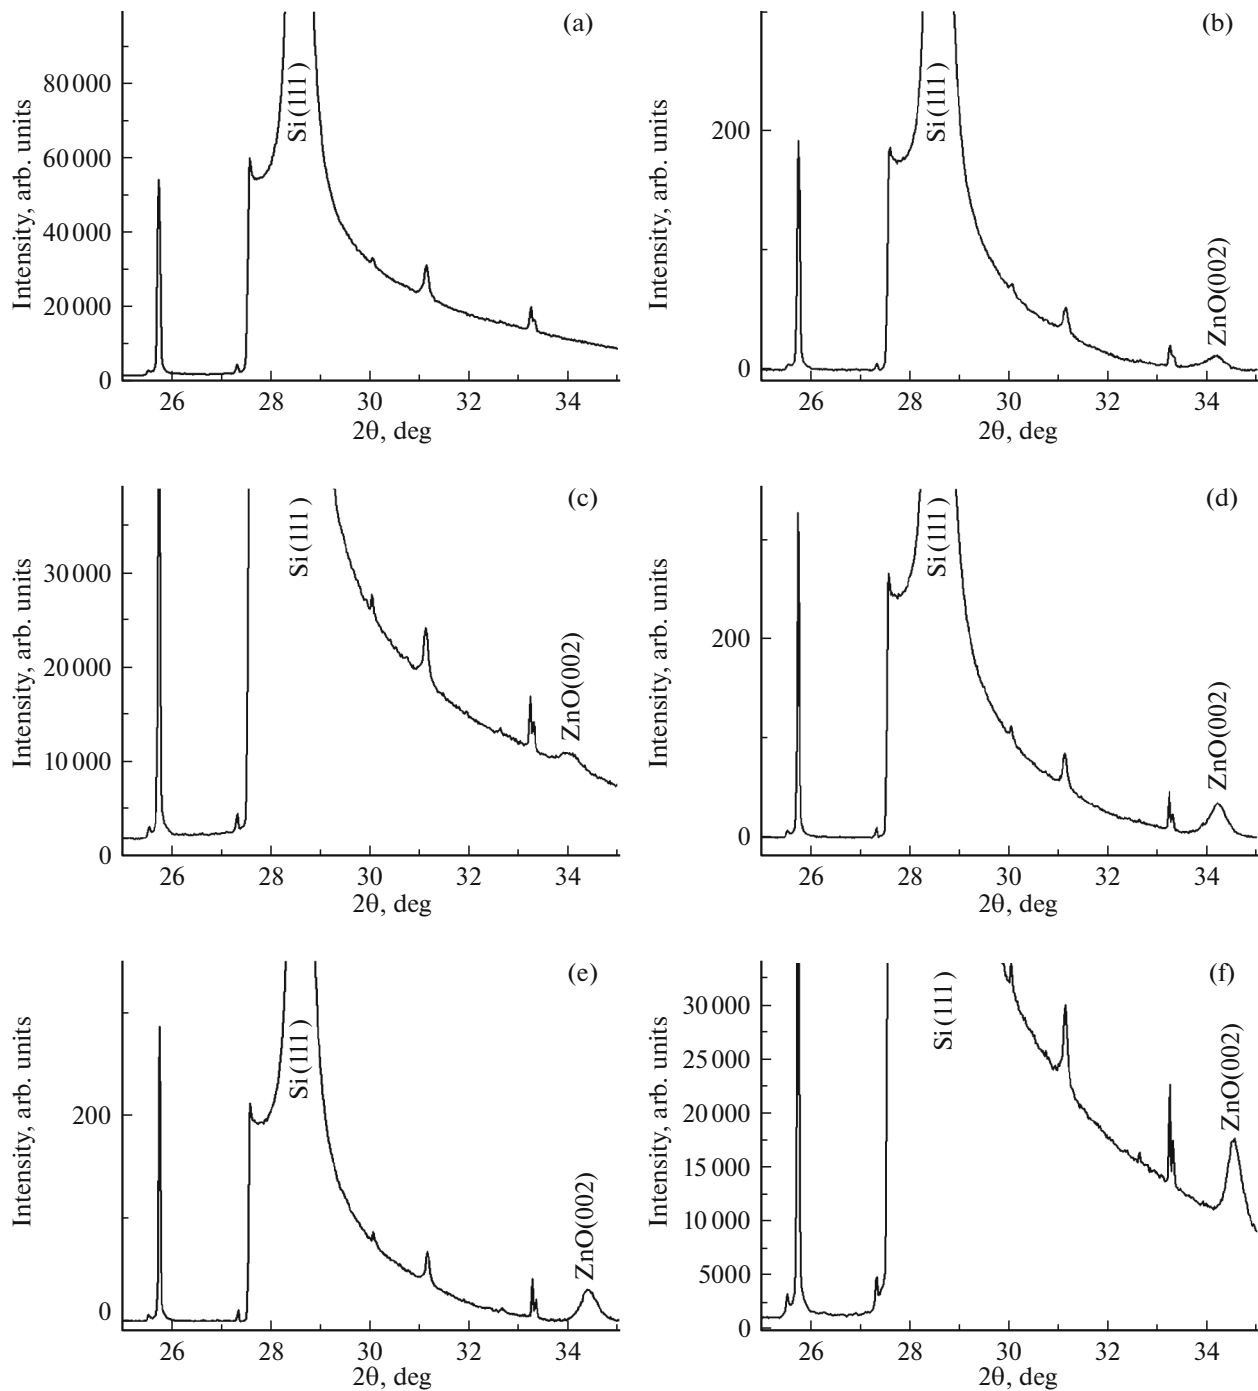 (a)
Intensity, arb. units
80 000
60 000
40 000
20 000
0
Si (111)
26 28 30 32 34
2θ, deg
(b)
Intensity, arb. units
200
0
Si (111)
ZnO(002)
26 28 30 32 34
2θ, deg
(c)
Intensity, arb. units
30 000
20 000
10 000
0
Si (111)
ZnO(002)
26 28 30 32 34
2θ, deg
(d)
Intensity, arb. units
200
0
Si (111)
ZnO(002)
26 28 30 32 34
2θ, deg
(e)
Intensity, arb. units
200
0
Si (111)
ZnO(002)
26 28 30 32 34
2θ, deg
(f)
Intensity, arb. units
30 000
25 000
20 000
15 000
10 000
5000
0
Si (111)
ZnO(002)
26 28 30 32 34
2θ, deg